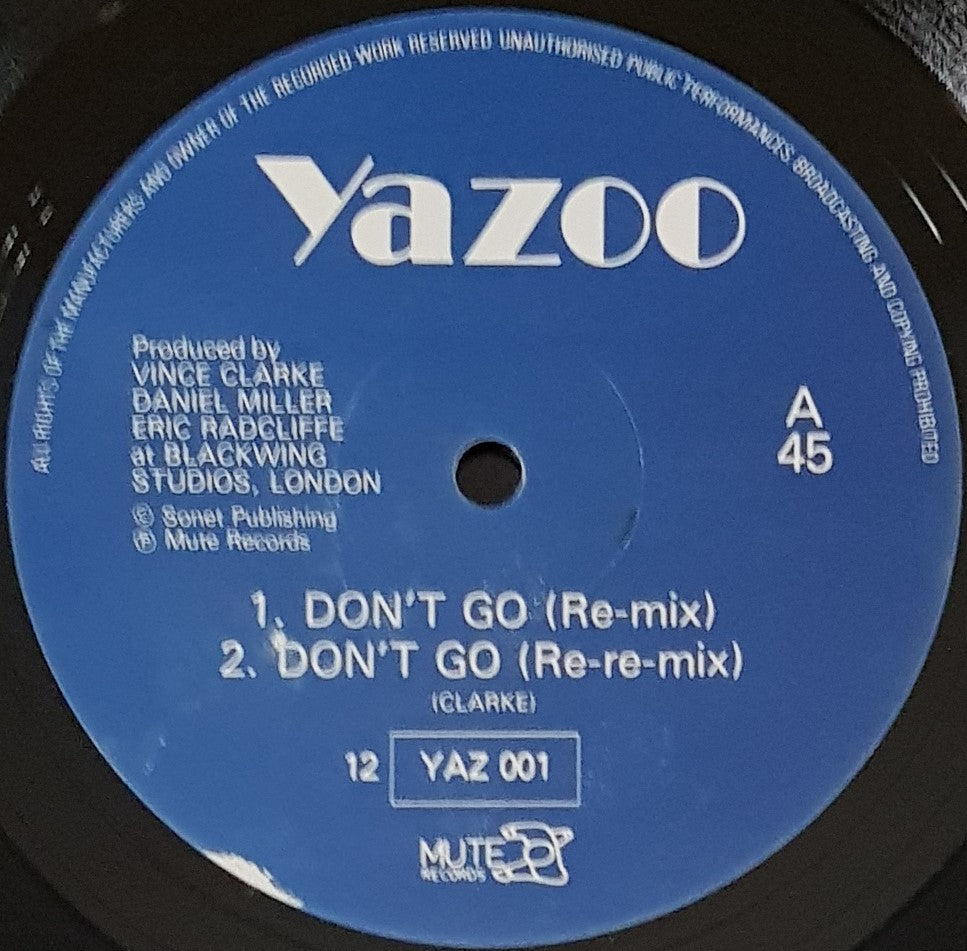 ALL RIGHTS OF THE MANUFACTURERS AND OWNER OF THE RECORDED WORK RESERVED UNAUTHORISED PUBLIC PERFORMANCES BROADCASTING AND COPYING PROHIBITED
Yazoo
Produced by
VINCE CLARKE
DANIEL MILLER
ERIC RADCLIFFE
at BLACKWING
STUDIOS, LONDON
© Sonet Publishing
℗ Mute Records
A
45
1. DON'T GO (Re-mix)
2. DON'T GO (Re-re-mix)
(CLARKE)
12 YAZ 001
MUTE
RECORDS